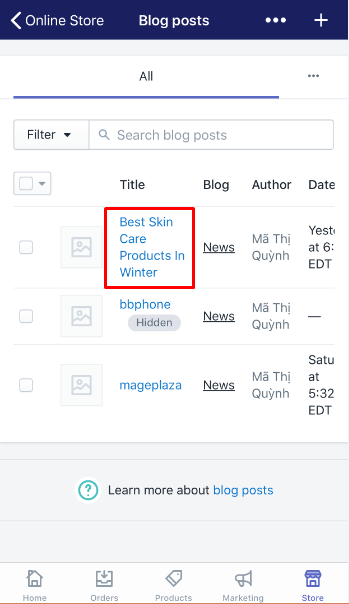 Online Store
Blog posts
All
Filter
Search blog posts
Title Blog Author Date
Best Skin
Care
Products In
Winter
News
Mã Thị
Quỳnh
Yeste
at 6:
EDT
bbphone
Hidden
News
Mã Thị
Quỳnh
—
mageplaza
News
Mã Thị
Quỳnh
Satu
at
5:32
EDT
Learn more about blog posts
Home Orders Products Marketing Store